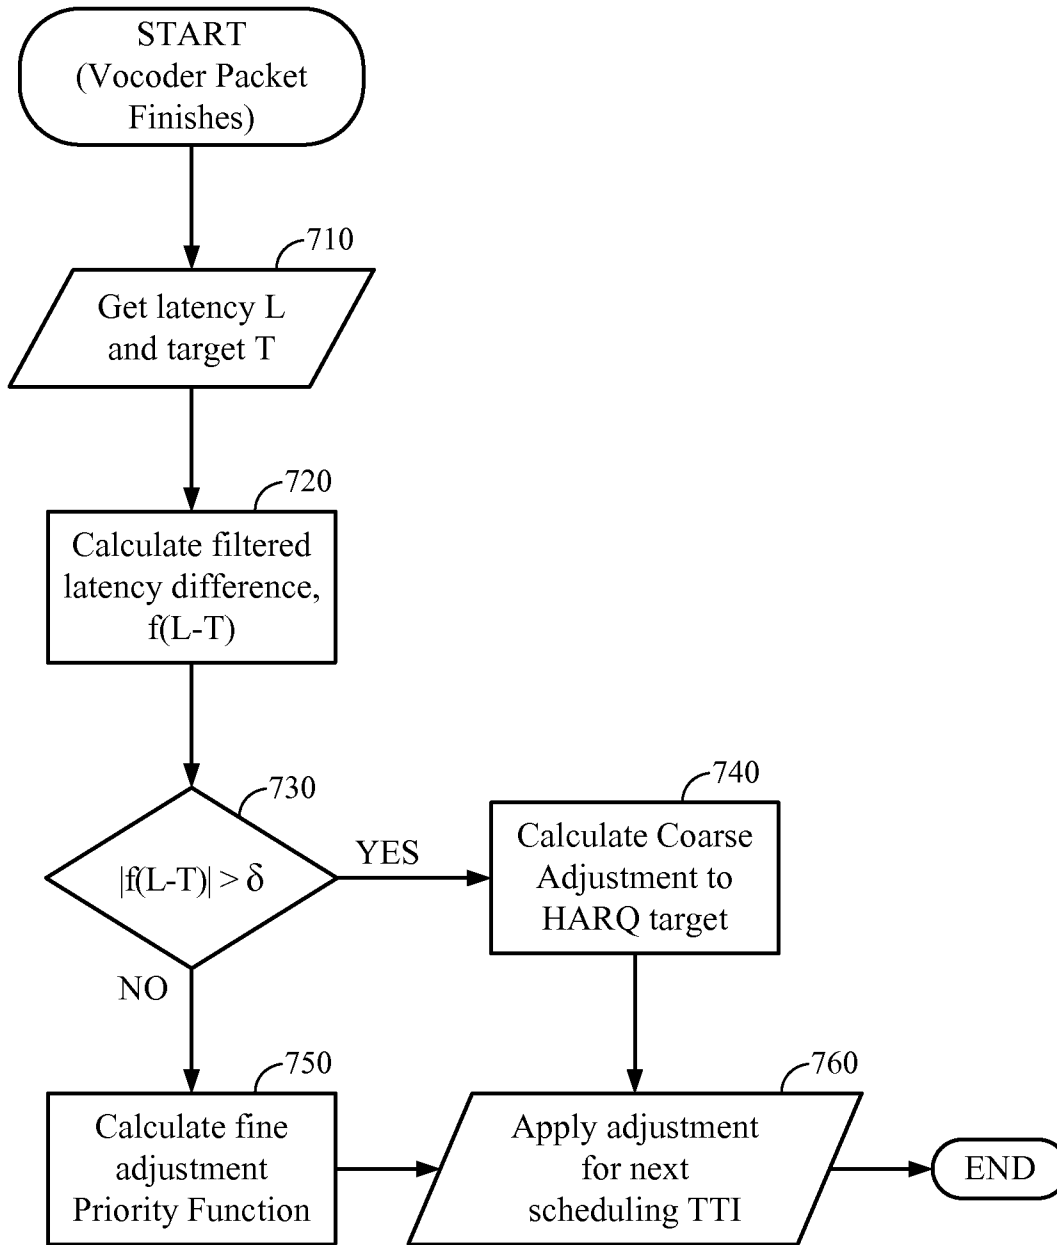 START
(Vocoder Packet
Finishes)
710
Get latency L
and target T
720
Calculate filtered
latency difference,
f(L-T)
730
|f(L-T)| > δ
YES
NO
740
Calculate Coarse
Adjustment to
HARQ target
750
Calculate fine
adjustment
Priority Function
760
Apply adjustment
for next
scheduling TTI
END